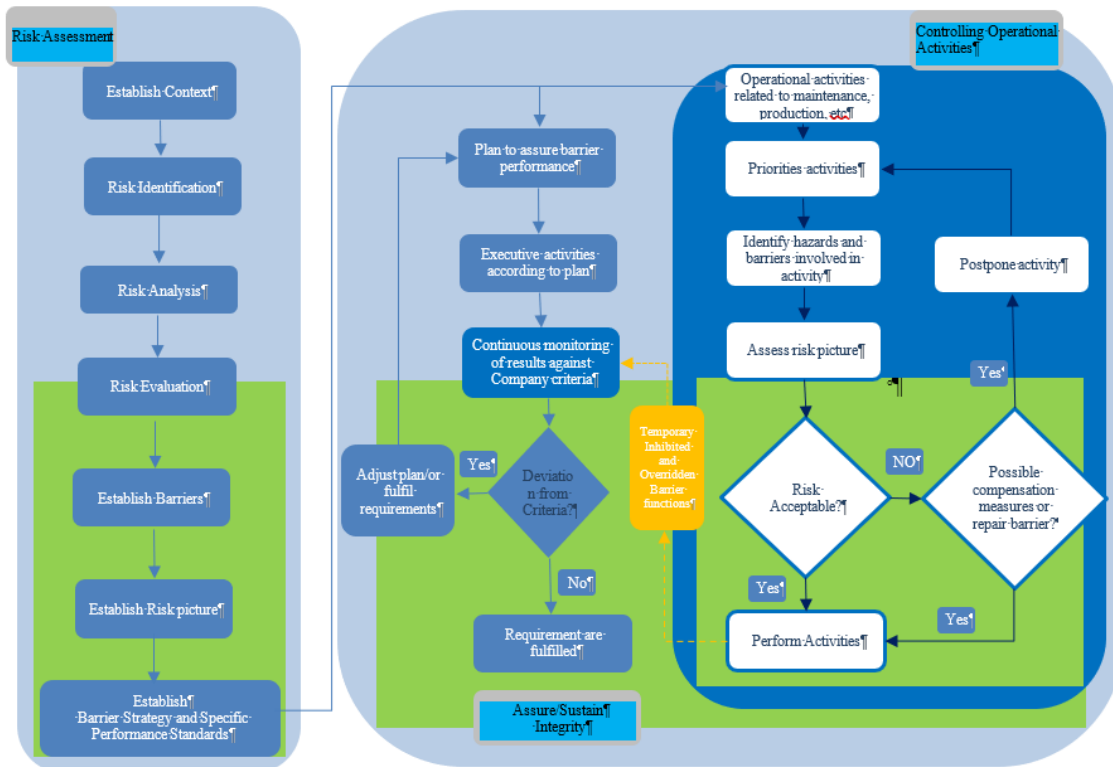 Risk Assessment
Establish Context¶
Risk Identification¶
Risk Analysis¶
Risk Evaluation¶
Establish Barriers¶
Establish Risk picture¶
Establish¶
Barrier Strategy and Specific
Performance Standards¶
Plan to assure barrier
performance¶
Executive activities
according to plan¶
Continuous monitoring
of results against
Company criteria¶
Deviatio
n from
Criteria?¶
Yes¶
Adjust plan/or
fulfil
requirements¶
No¶
Requirement are
fulfilled¶
Assure/Sustain¶
Integrity¶
Temporary
Inhibited
and
Overridden
Barrier
functions¶
Controlling Operational
Activities¶
Operational activities
related to maintenance,
production, etc¶
Priorities activities¶
Identify hazards and
barriers involved in
activity¶
Assess risk picture¶
¶
Risk
Acceptable?¶
NO¶
Possible
compensation
measures or
repair barrier?¶
Yes¶
Postpone activity¶
Yes¶
Yes¶
Perform Activities¶